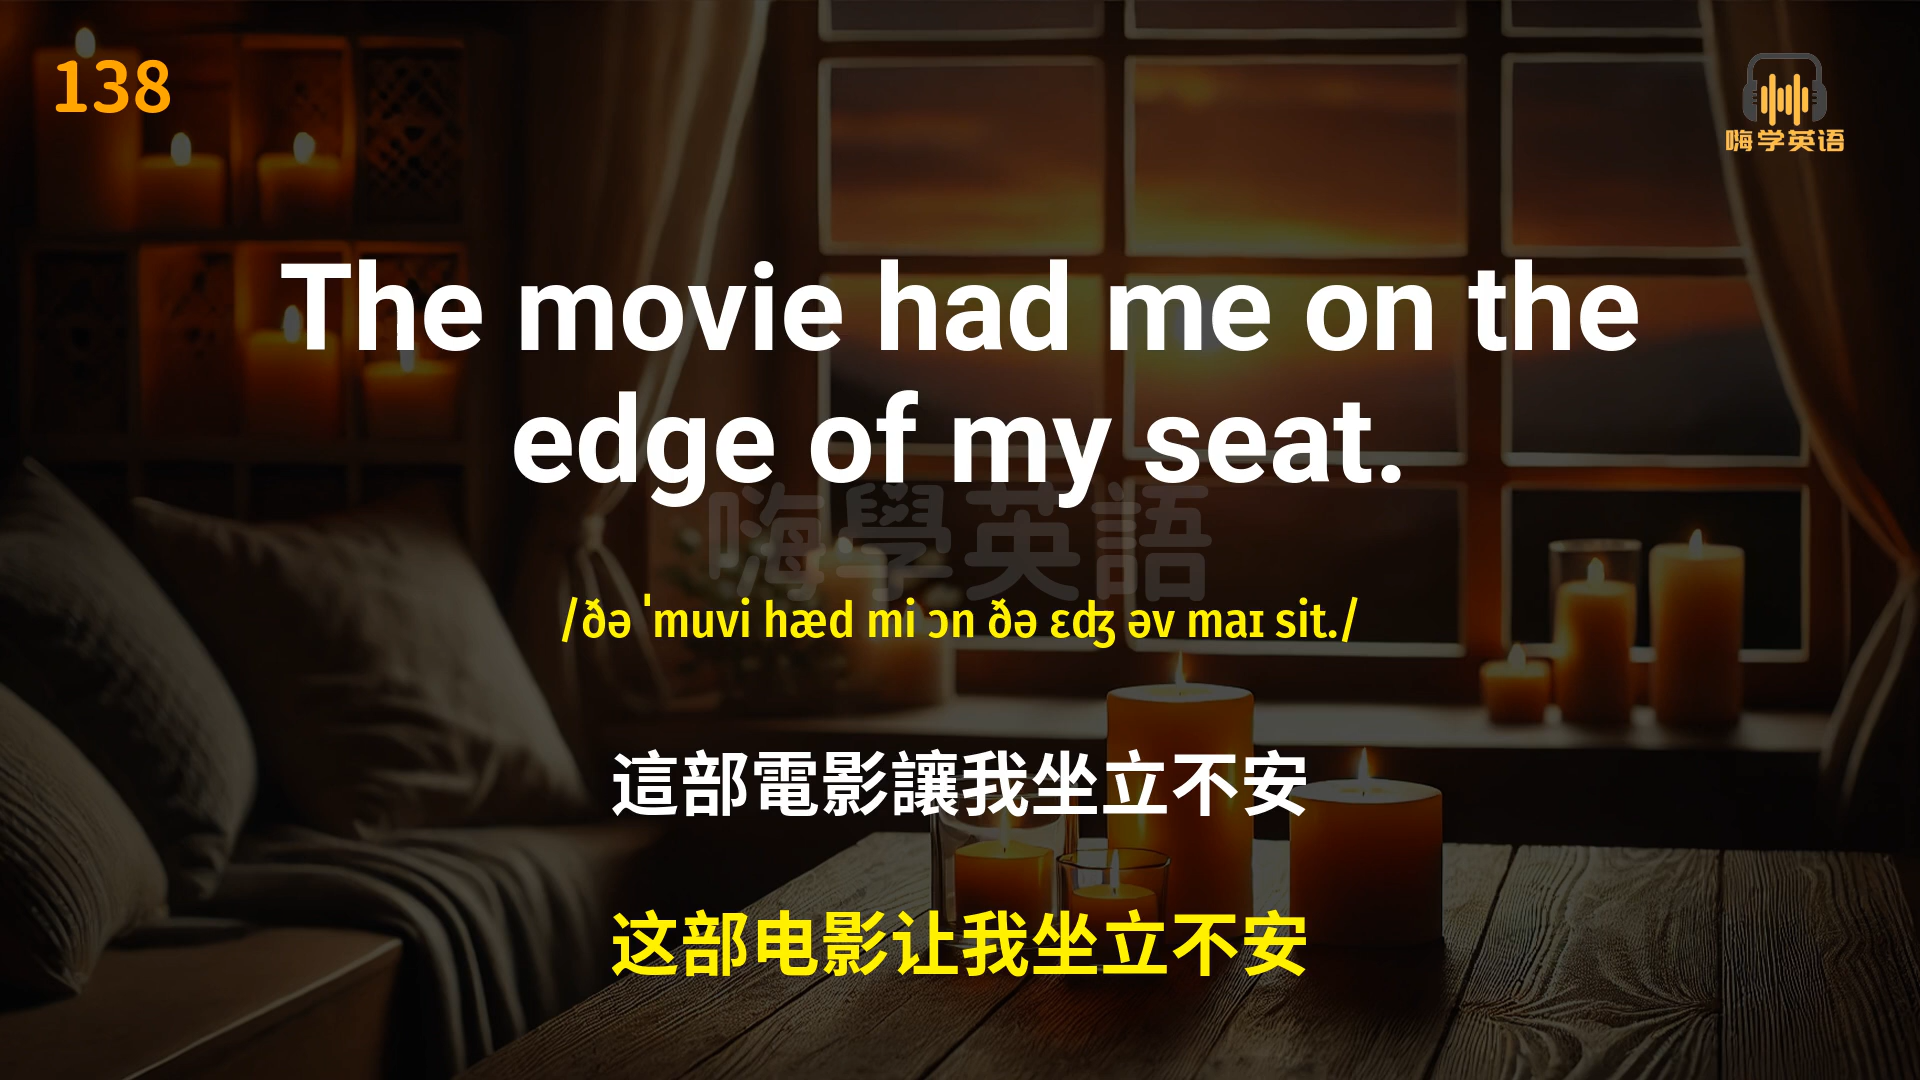 138
嗨学英语
The movie had me on the
edge of my seat.
嗨學英語
/ðə ˈmuvi hæd mi ɔn ðə ɛʤ əv maɪ sit./
這部電影讓我坐立不安
这部电影让我坐立不安